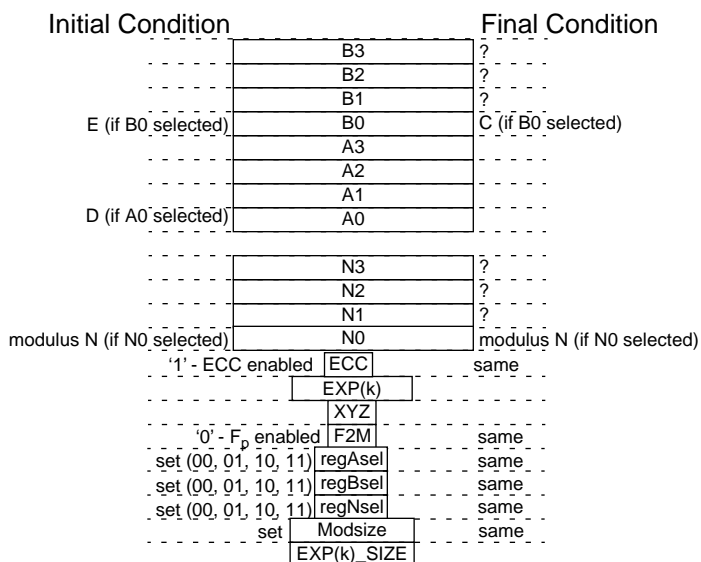 Initial Condition Final Condition
B3 ?
B2 ?
B1 ?
E (if B0 selected) B0 C (if B0 selected)
A3
A2
A1
D (if A0 selected) A0
N3 ?
N2 ?
N1 ?
modulus N (if N0 selected) N0 modulus N (if N0 selected)
‘1’ - ECC enabled ECC same
EXP(k)
XYZ
‘0’ - Fp enabled F2M same
set (00, 01, 10, 11) regAsel same
set (00, 01, 10, 11) regBsel same
set (00, 01, 10, 11) regNsel same
set Modsize same
EXP(k)_SIZE